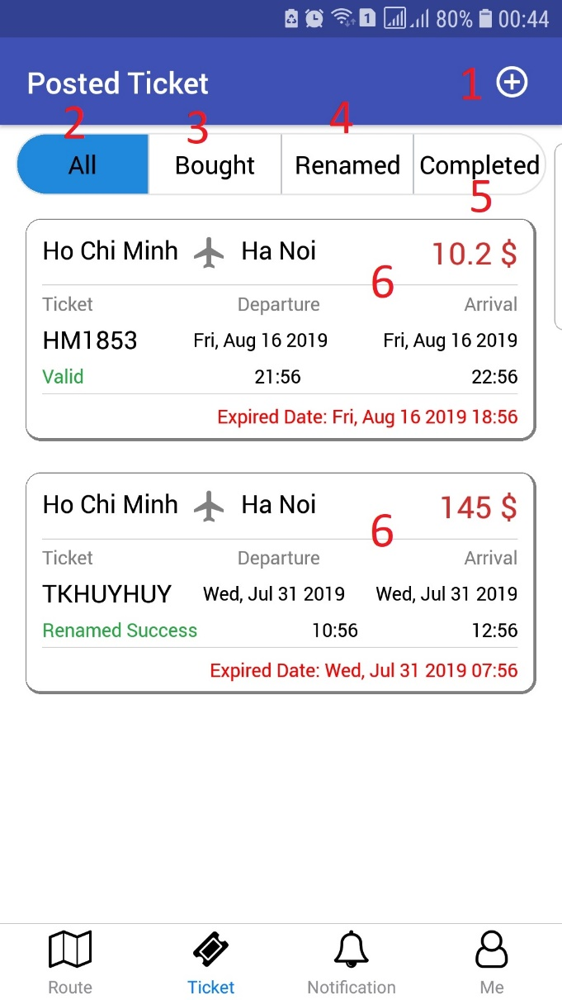 1 80% 00:44
Posted Ticket 1
2 3 4
All Bought Renamed Completed
5
Ho Chi Minh Ha Noi 10.2 $
6
Ticket Departure Arrival
HM1853 Fri, Aug 16 2019 Fri, Aug 16 2019
Valid 21:56 22:56
Expired Date: Fri, Aug 16 2019 18:56
Ho Chi Minh Ha Noi 145 $
6
Ticket Departure Arrival
TKHUYHUY Wed, Jul 31 2019 Wed, Jul 31 2019
Renamed Success 10:56 12:56
Expired Date: Wed, Jul 31 2019 07:56
Route Ticket Notification Me